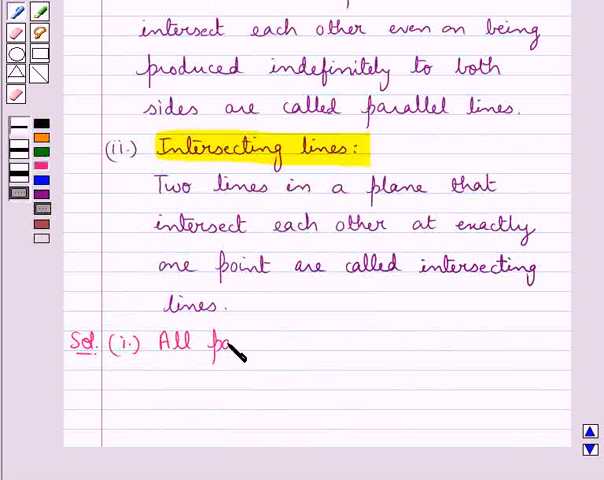 intersect each other even on being
produced indefinitely to both
sides are called parallel lines.
(ii.) Intersecting lines:
Two lines in a plane that
intersect each other at exactly
one point are called intersecting
lines.
Sol. (i.) All pa